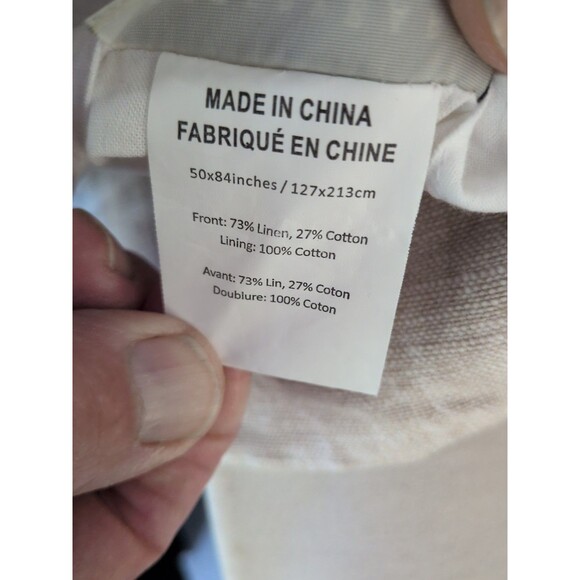 MADE IN CHINA
FABRIQUÉ EN CHINE
50x84inches / 127x213cm
Front: 73% Linen, 27% Cotton
Lining: 100% Cotton
Avant: 73% Lin, 27% Coton
Doublure: 100% Coton